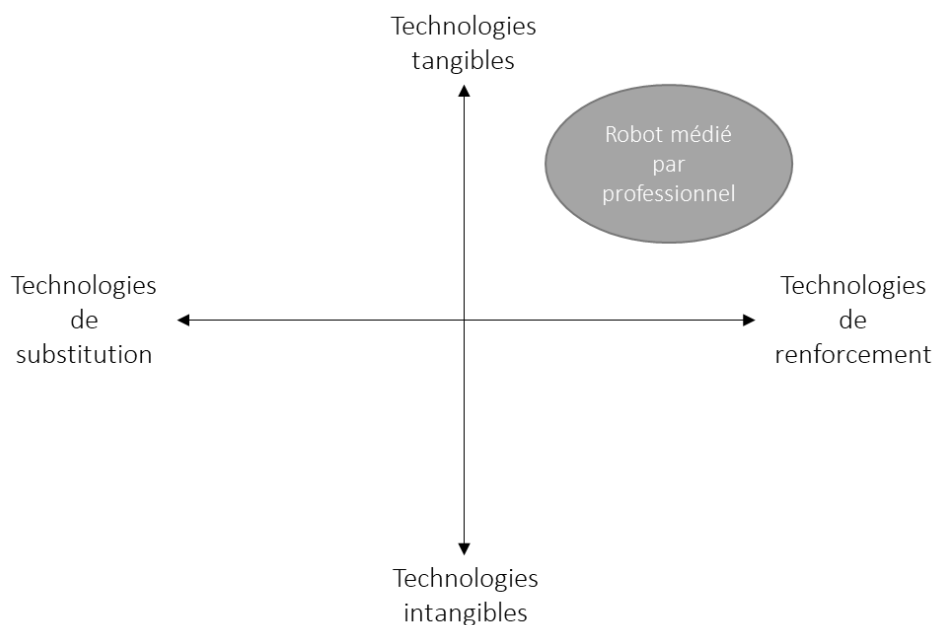 Technologies
tangibles
Robot médié
par
professionnel
Technologies
de
substitution
Technologies
de
renforcement
Technologies
intangibles